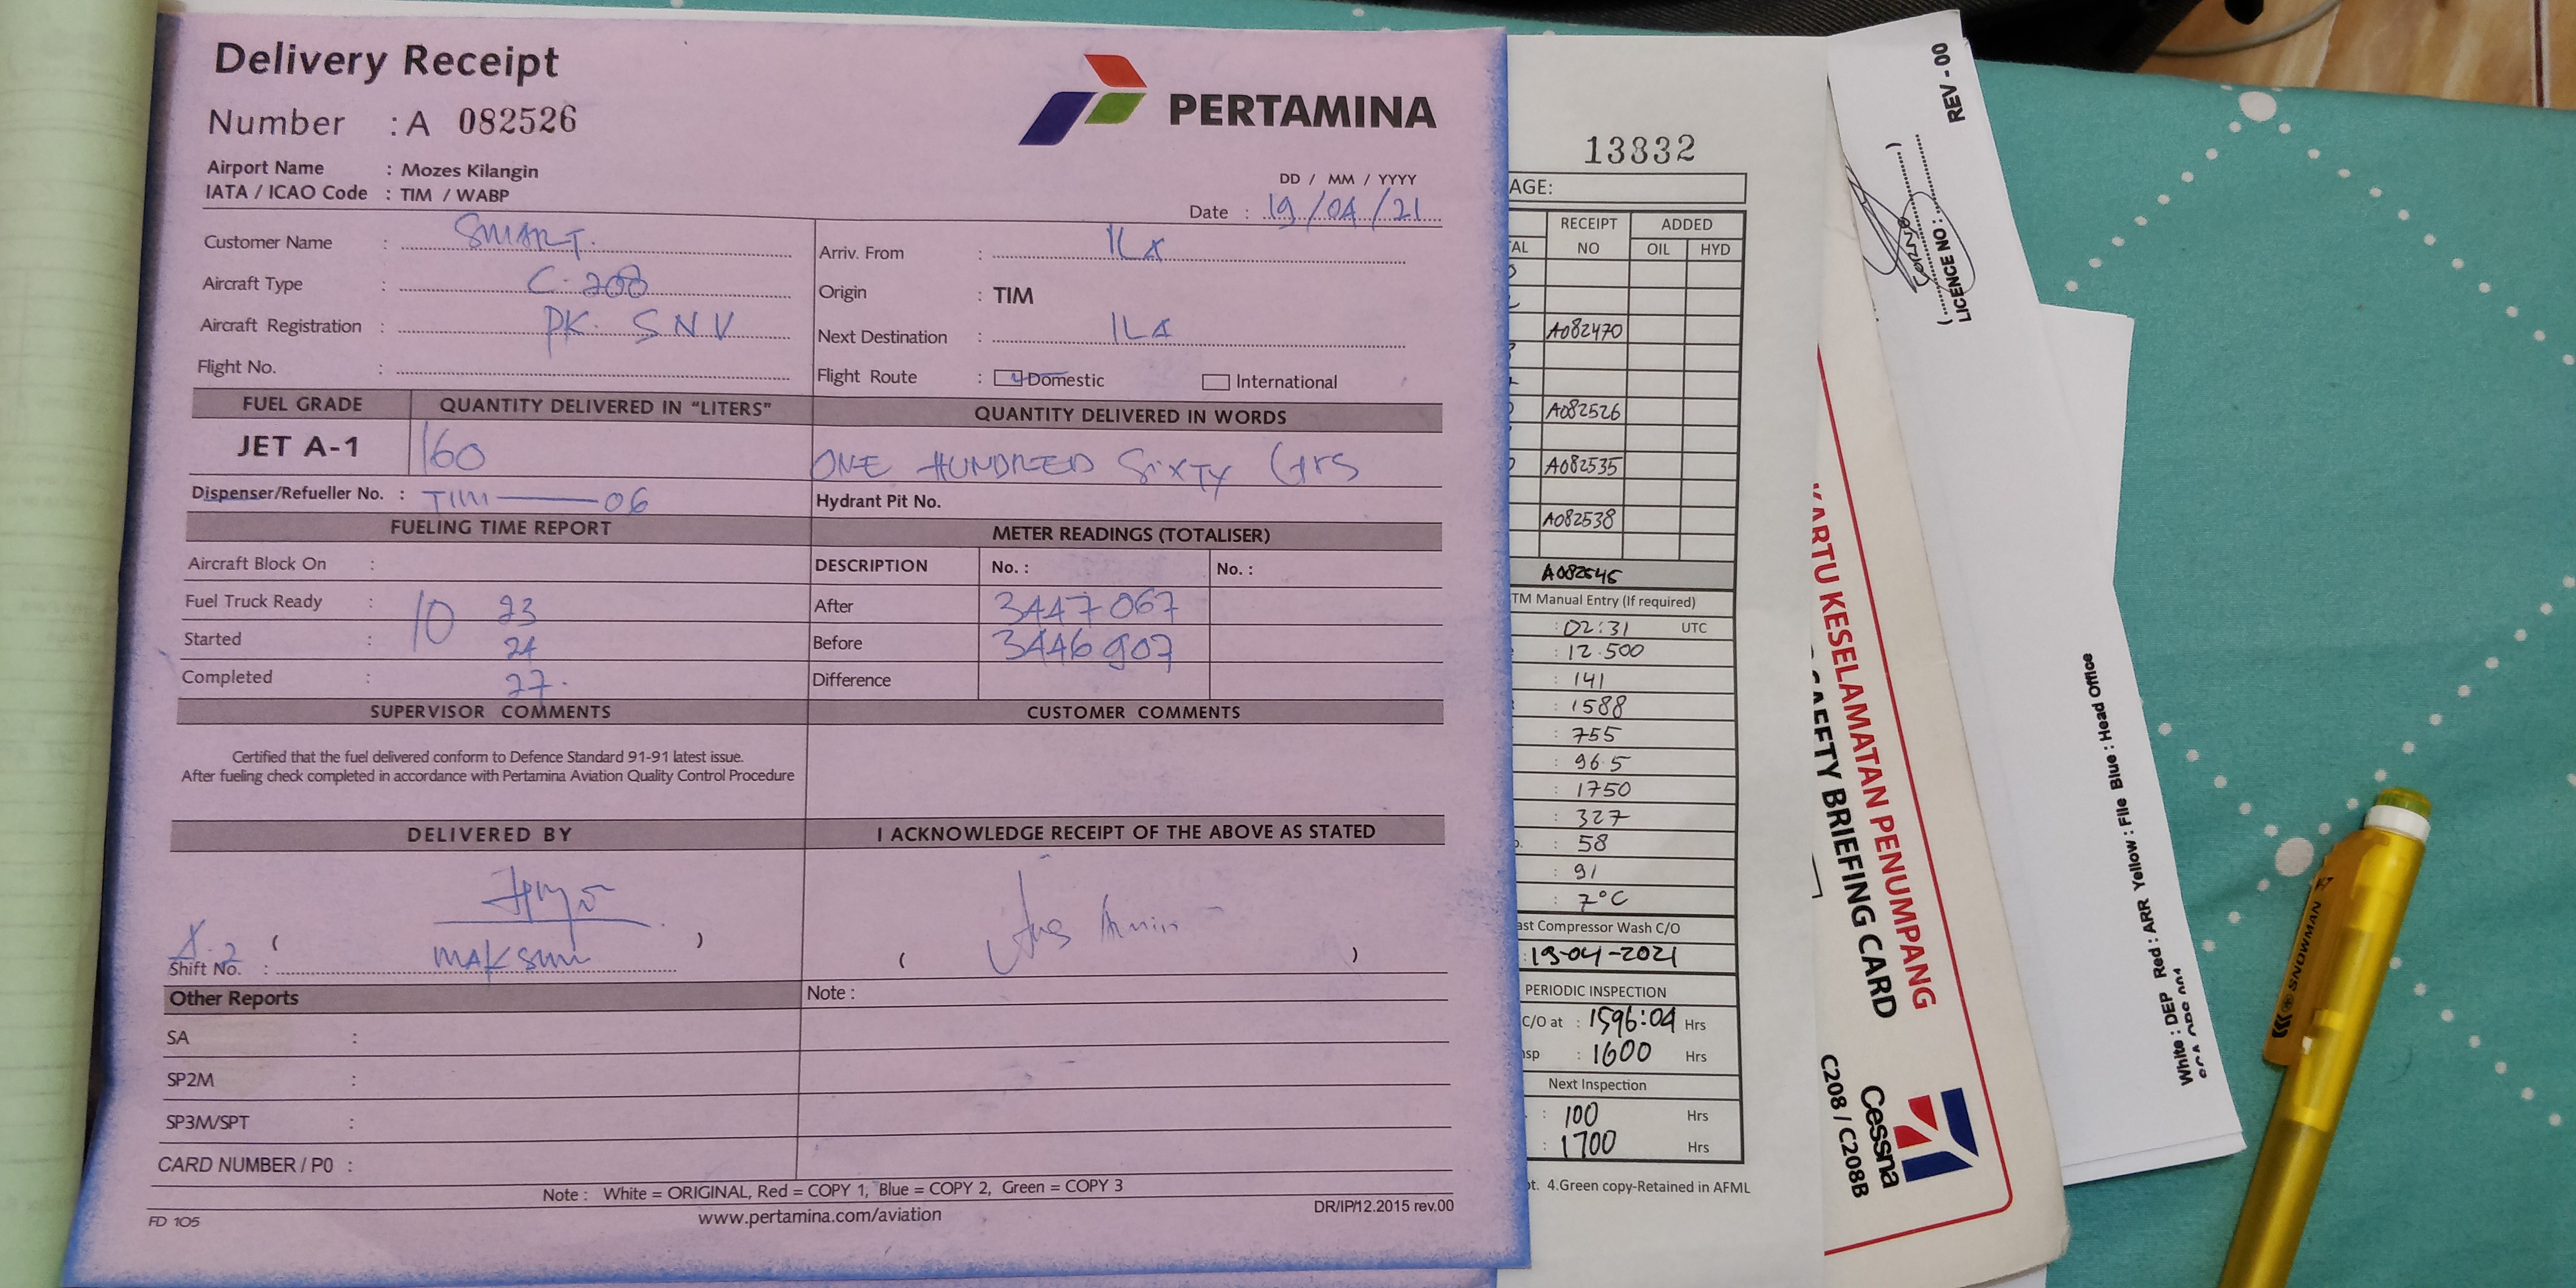 Delivery Receipt
PERTAMINA
Number : A 082526
Airport Name : Mozes Kilangin
IATA / ICAO Code : TIM / WABP
DD / MM / YYYY
Date : 19/04/21
Customer Name : SMART.
Aircraft Type : C.208
Aircraft Registration : PK. SNV
Flight No. :
Arriv. From : ILA
Origin : TIM
Next Destination : ILA
Flight Route : Domestic International
FUEL GRADE QUANTITY DELIVERED IN "LITERS" QUANTITY DELIVERED IN WORDS
JET A-1 160 ONE HUNDRED SIXTY
Dispenser/Refueller No. : TIM — 06 Hydrant Pit No.
FUELING TIME REPORT
Aircraft Block On :
Fuel Truck Ready : 10 23
Started : 24
Completed : 27.
METER READINGS (TOTALISER)
DESCRIPTION No. : No. :
After 3447067
Before 3446907
Difference
SUPERVISOR COMMENTS CUSTOMER COMMENTS
Certified that the fuel delivered conform to Defence Standard 91-91 latest issue.
After fueling check completed in accordance with Pertamina Aviation Quality Control Procedure
DELIVERED BY I ACKNOWLEDGE RECEIPT OF THE ABOVE AS STATED
Shift No. : ( MAKSUM ) ( )
Other Reports Note :
SA :
SP2M :
SP3M/SPT :
CARD NUMBER / PO :
Note : White = ORIGINAL, Red = COPY 1, Blue = COPY 2, Green = COPY 3
FD 105 www.pertamina.com/aviation DR/IP/12.2015 rev.00
13832
AGE:
RECEIPT NO ADDED
AL OIL HYD
A082470
A082526
A082535
A082538
A082545
TM Manual Entry (If required)
: 02:31 UTC
: 12.500
: 141
: 1588
: 755
: 96.5
: 1750
: 327
: 58
: 91
: 7°C
ast Compressor Wash C/O
: 19-04-2021
PERIODIC INSPECTION
C/O at : 1596:04 Hrs
nsp : 1600 Hrs
Next Inspection
: 100 Hrs
: 1700 Hrs
4.Green copy-Retained in AFML
KARTU KESELAMATAN PENUMPANG
SAFETY BRIEFING CARD
Cessna
C208 / C208B
REV - 00
LICENCE NO :
White : DEP Red : ARR Yellow : File Blue : Head Office
SNOWMAN